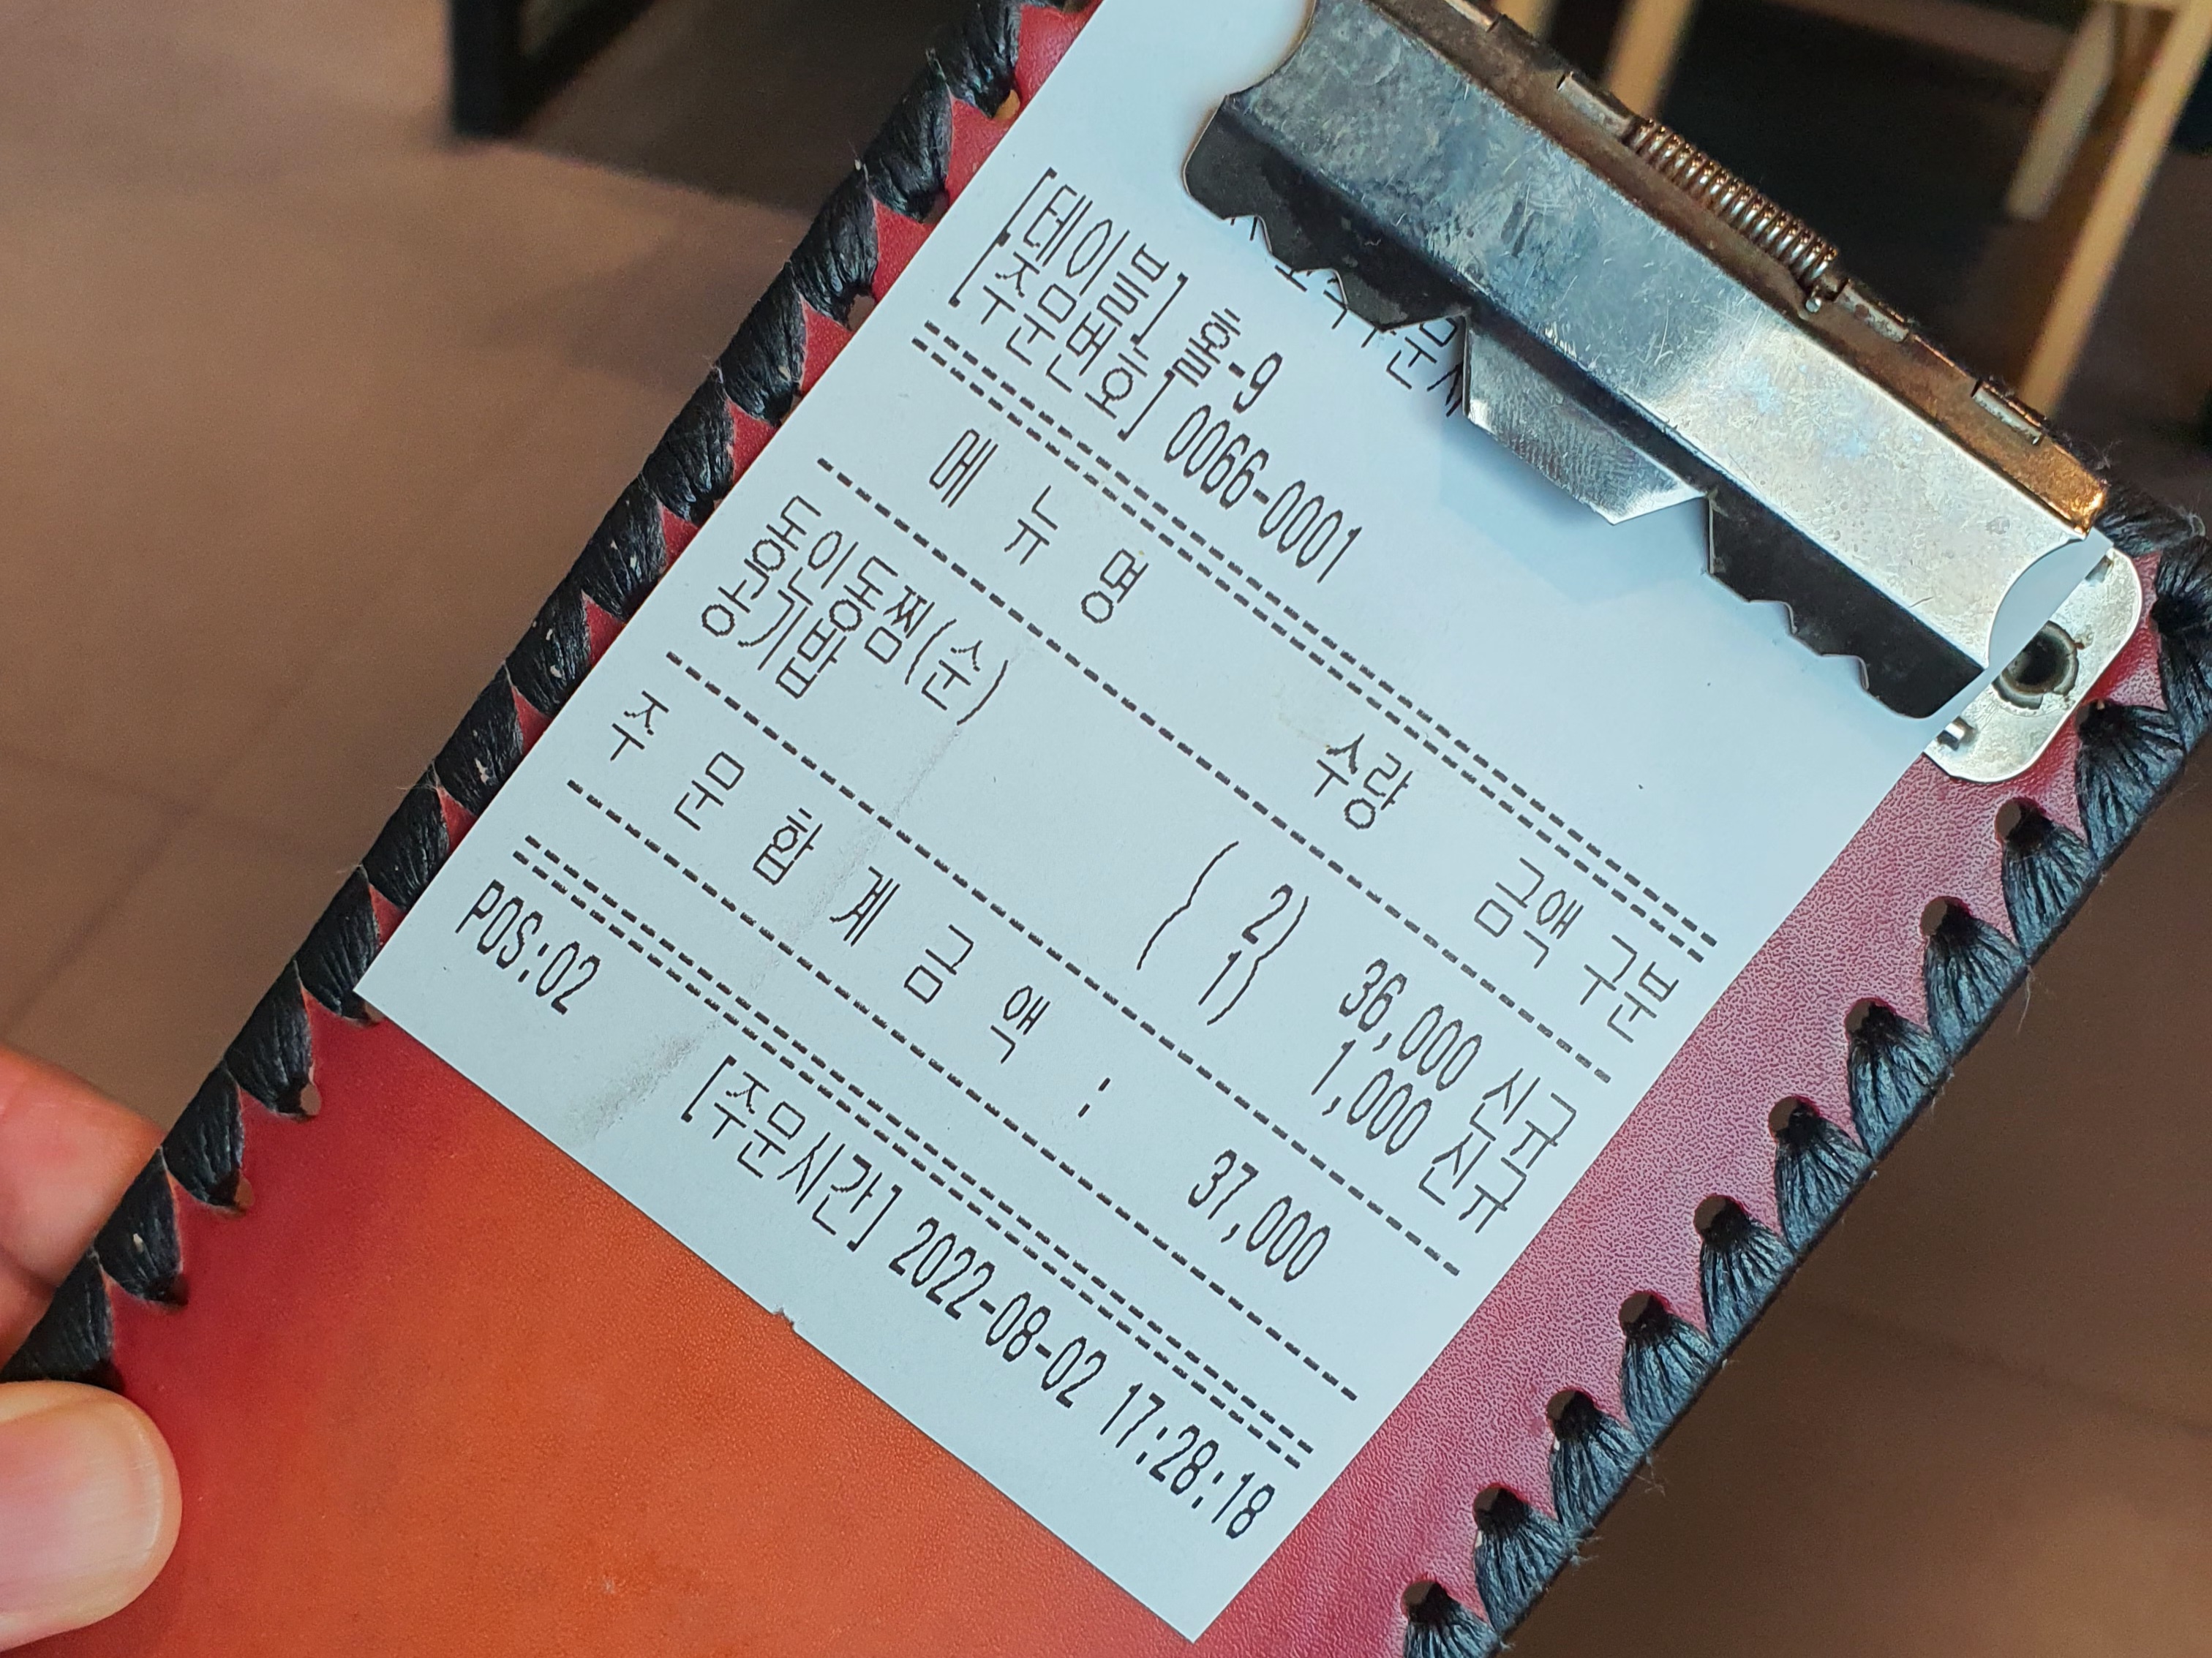 [테이블] 홀-9
[주문번호] 0066-0001
메 뉴 명 수량 금액 구분
동인동찜(순) ( 2) 36,000 신규
공기밥 ( 1) 1,000 신규
주 문 합 계 금 액 : 37,000
POS:02 [주문시간] 2022-08-02 17:28:18